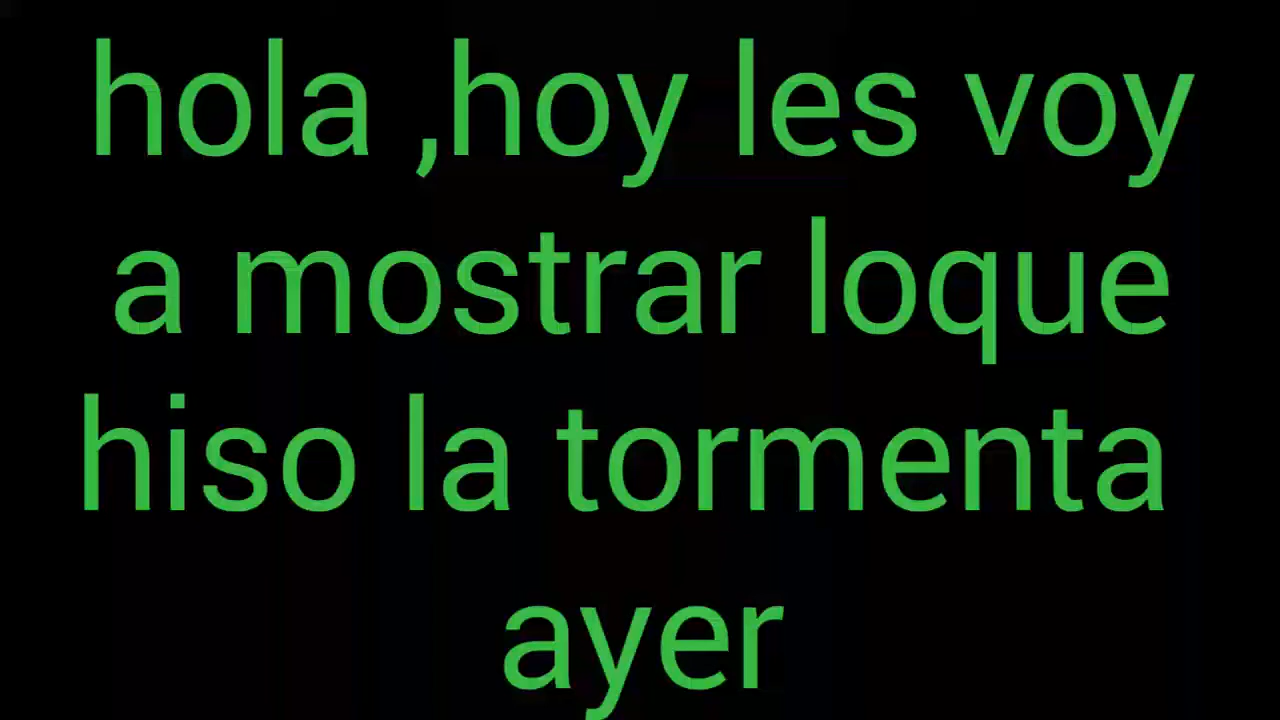 hola ,hoy les voy
a mostrar loque
hiso la tormenta
ayer